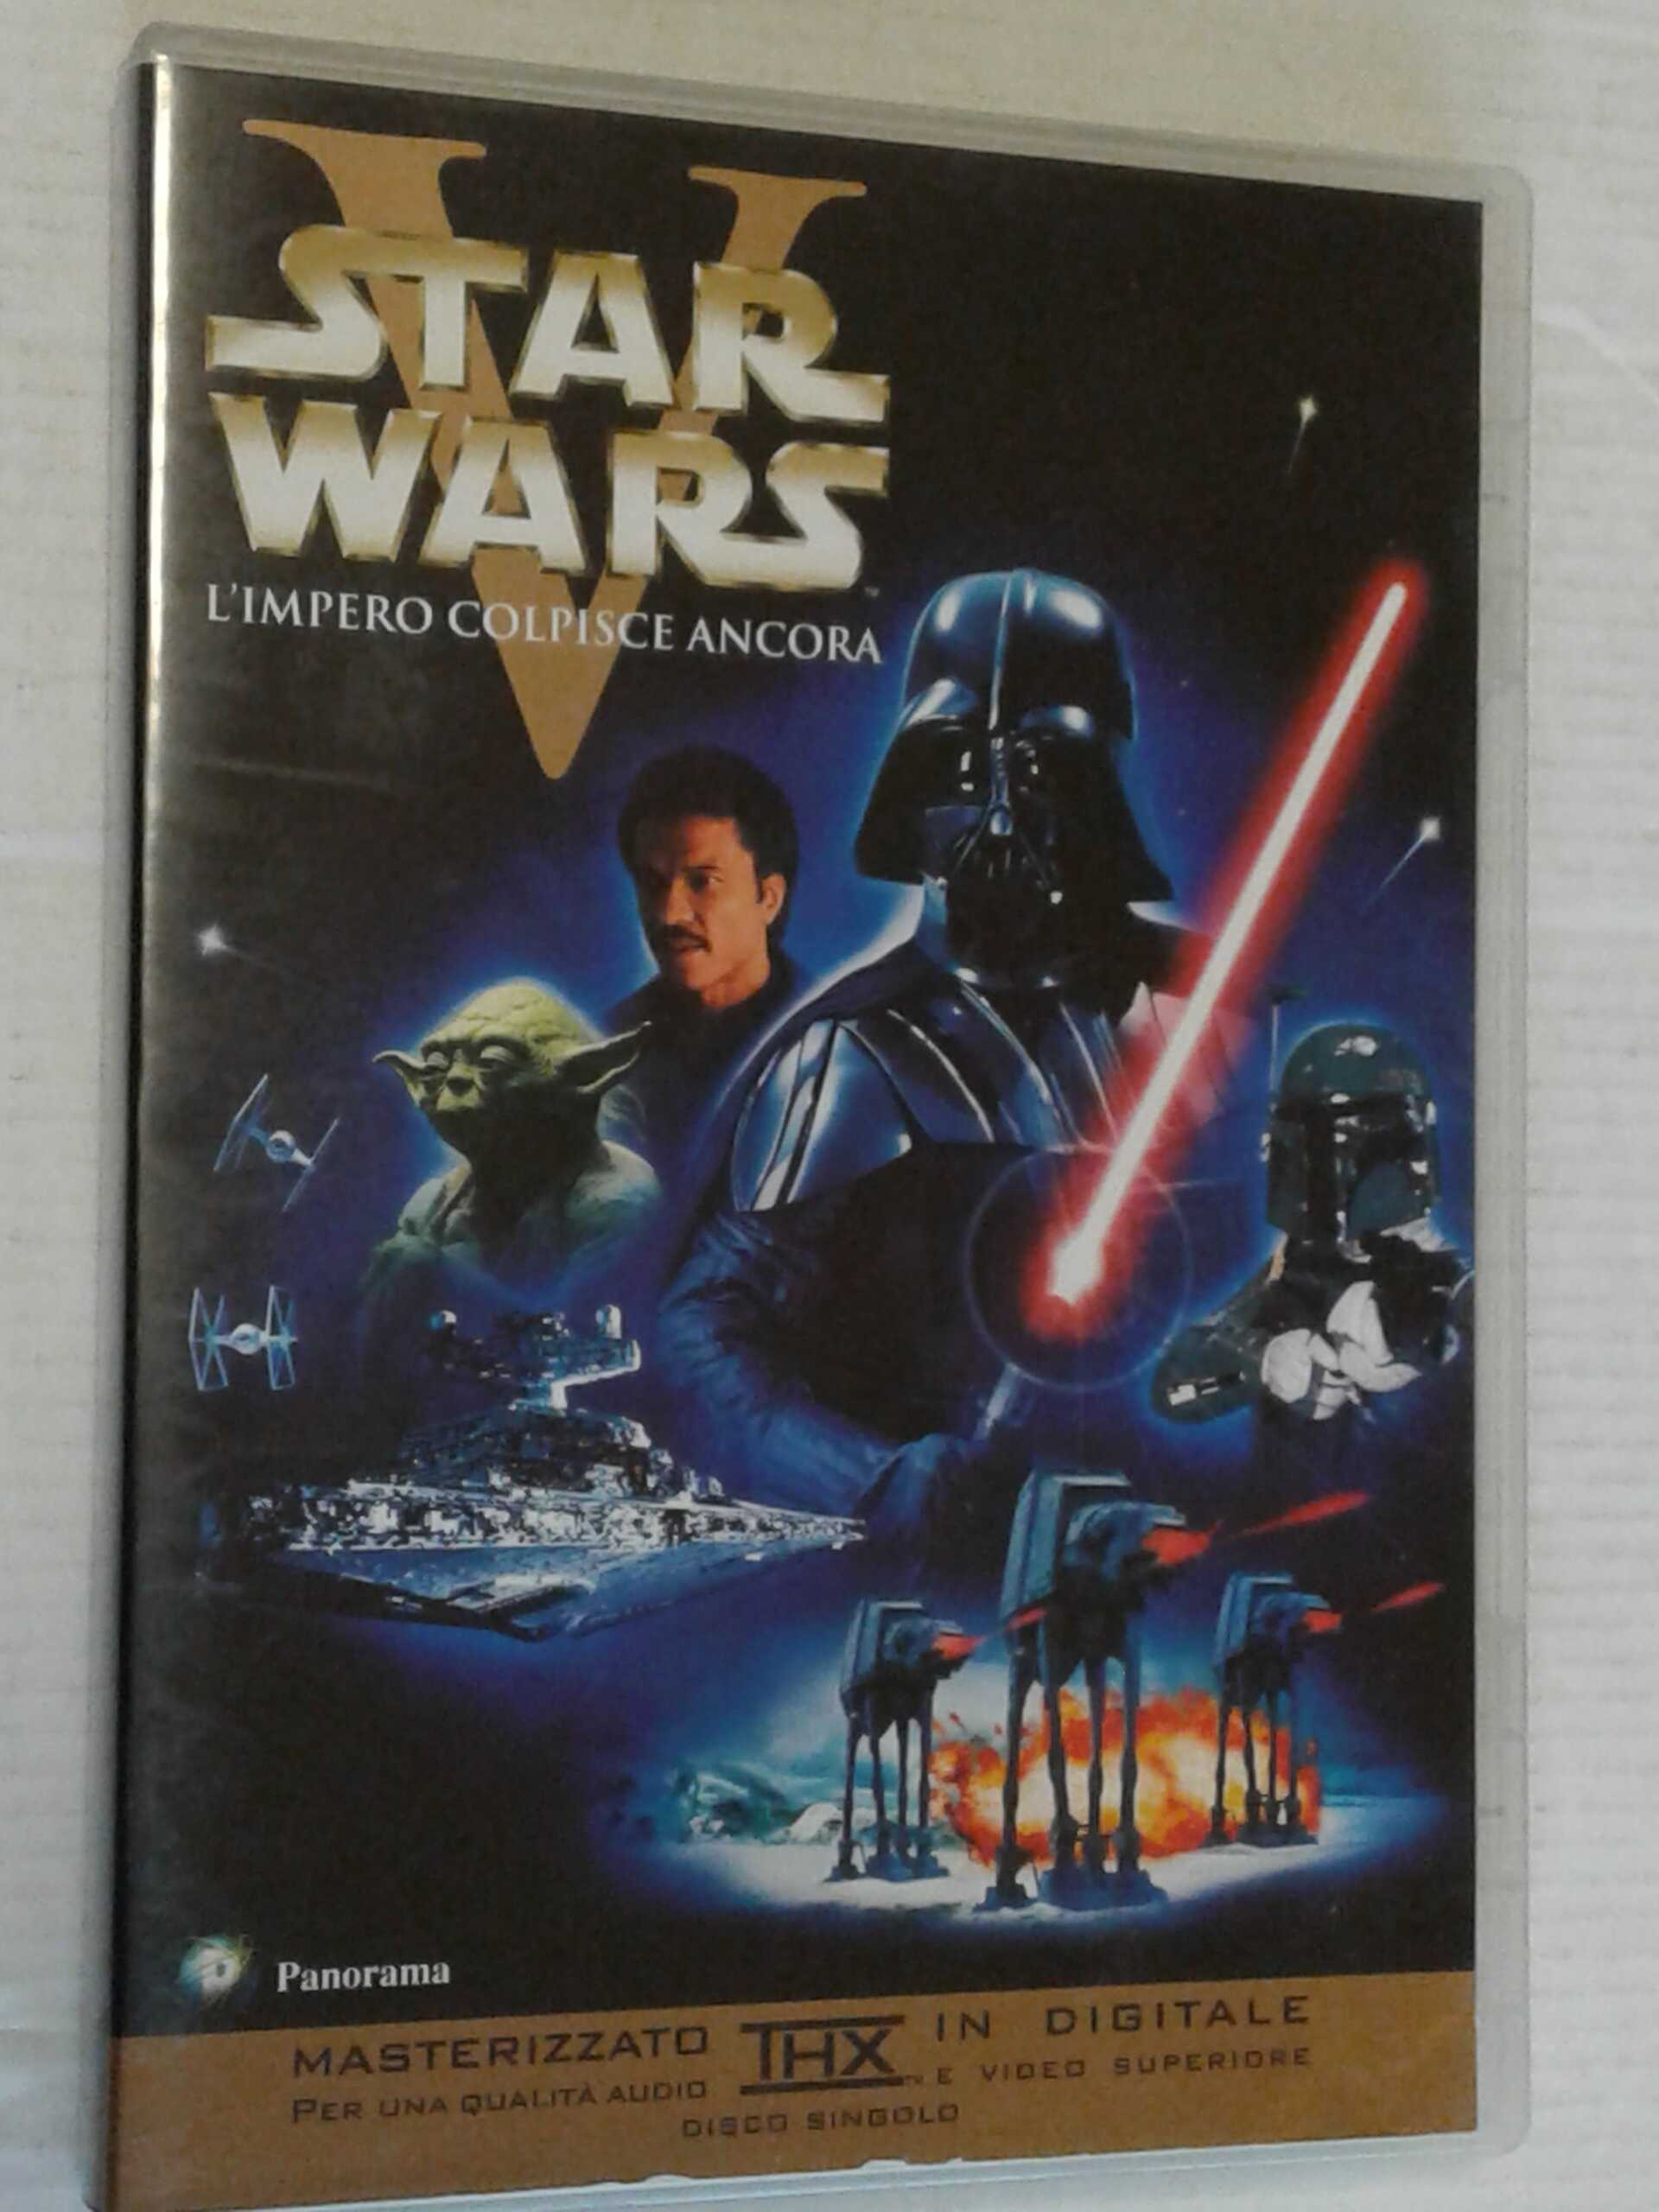 V
STAR
WARS
L'IMPERO COLPISCE ANCORA
Panorama
MASTERIZZATO THX IN DIGITALE
PER UNA QUALITÀ AUDIO E VIDEO SUPERIORE
DISCO SINGOLO